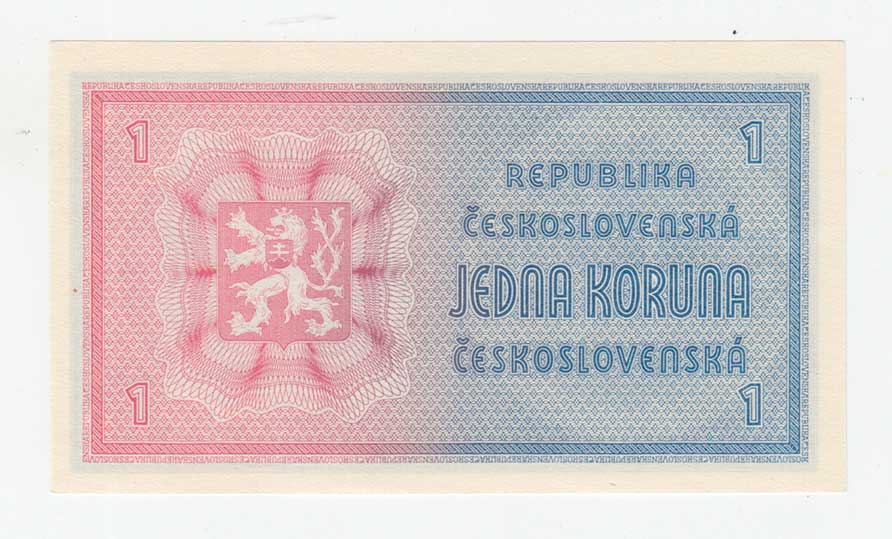 1 1
REPUBLIKA
ČESKOSLOVENSKÁ
JEDNA KORUNA
ČESKOSLOVENSKÁ
1 1